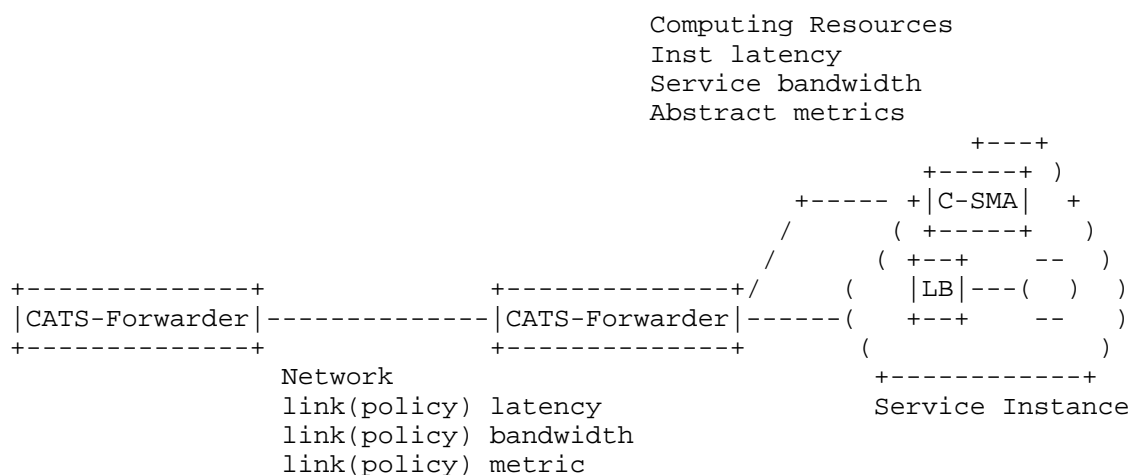 Computing Resources
Inst latency
Service bandwidth
Abstract metrics
C-SMA
LB
CATS-Forwarder CATS-Forwarder
Network
link(policy) latency
link(policy) bandwidth
link(policy) metric
Service Instance